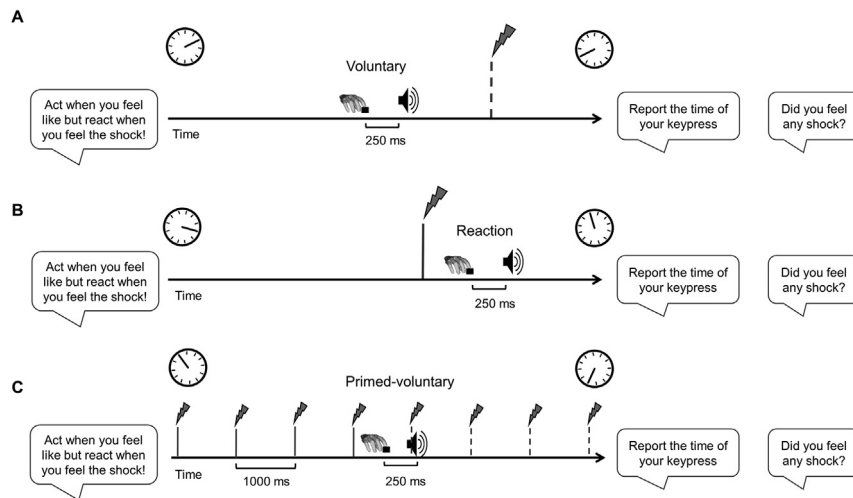 A
Voluntary
Act when you feel
like but react when
you feel the shock!
Time
250 ms
Report the time of
your keypress
Did you feel
any shock?
B
Reaction
Act when you feel
like but react when
you feel the shock!
Time
250 ms
Report the time of
your keypress
Did you feel
any shock?
C
Primed-voluntary
Act when you feel
like but react when
you feel the shock!
Time
1000 ms
250 ms
Report the time of
your keypress
Did you feel
any shock?